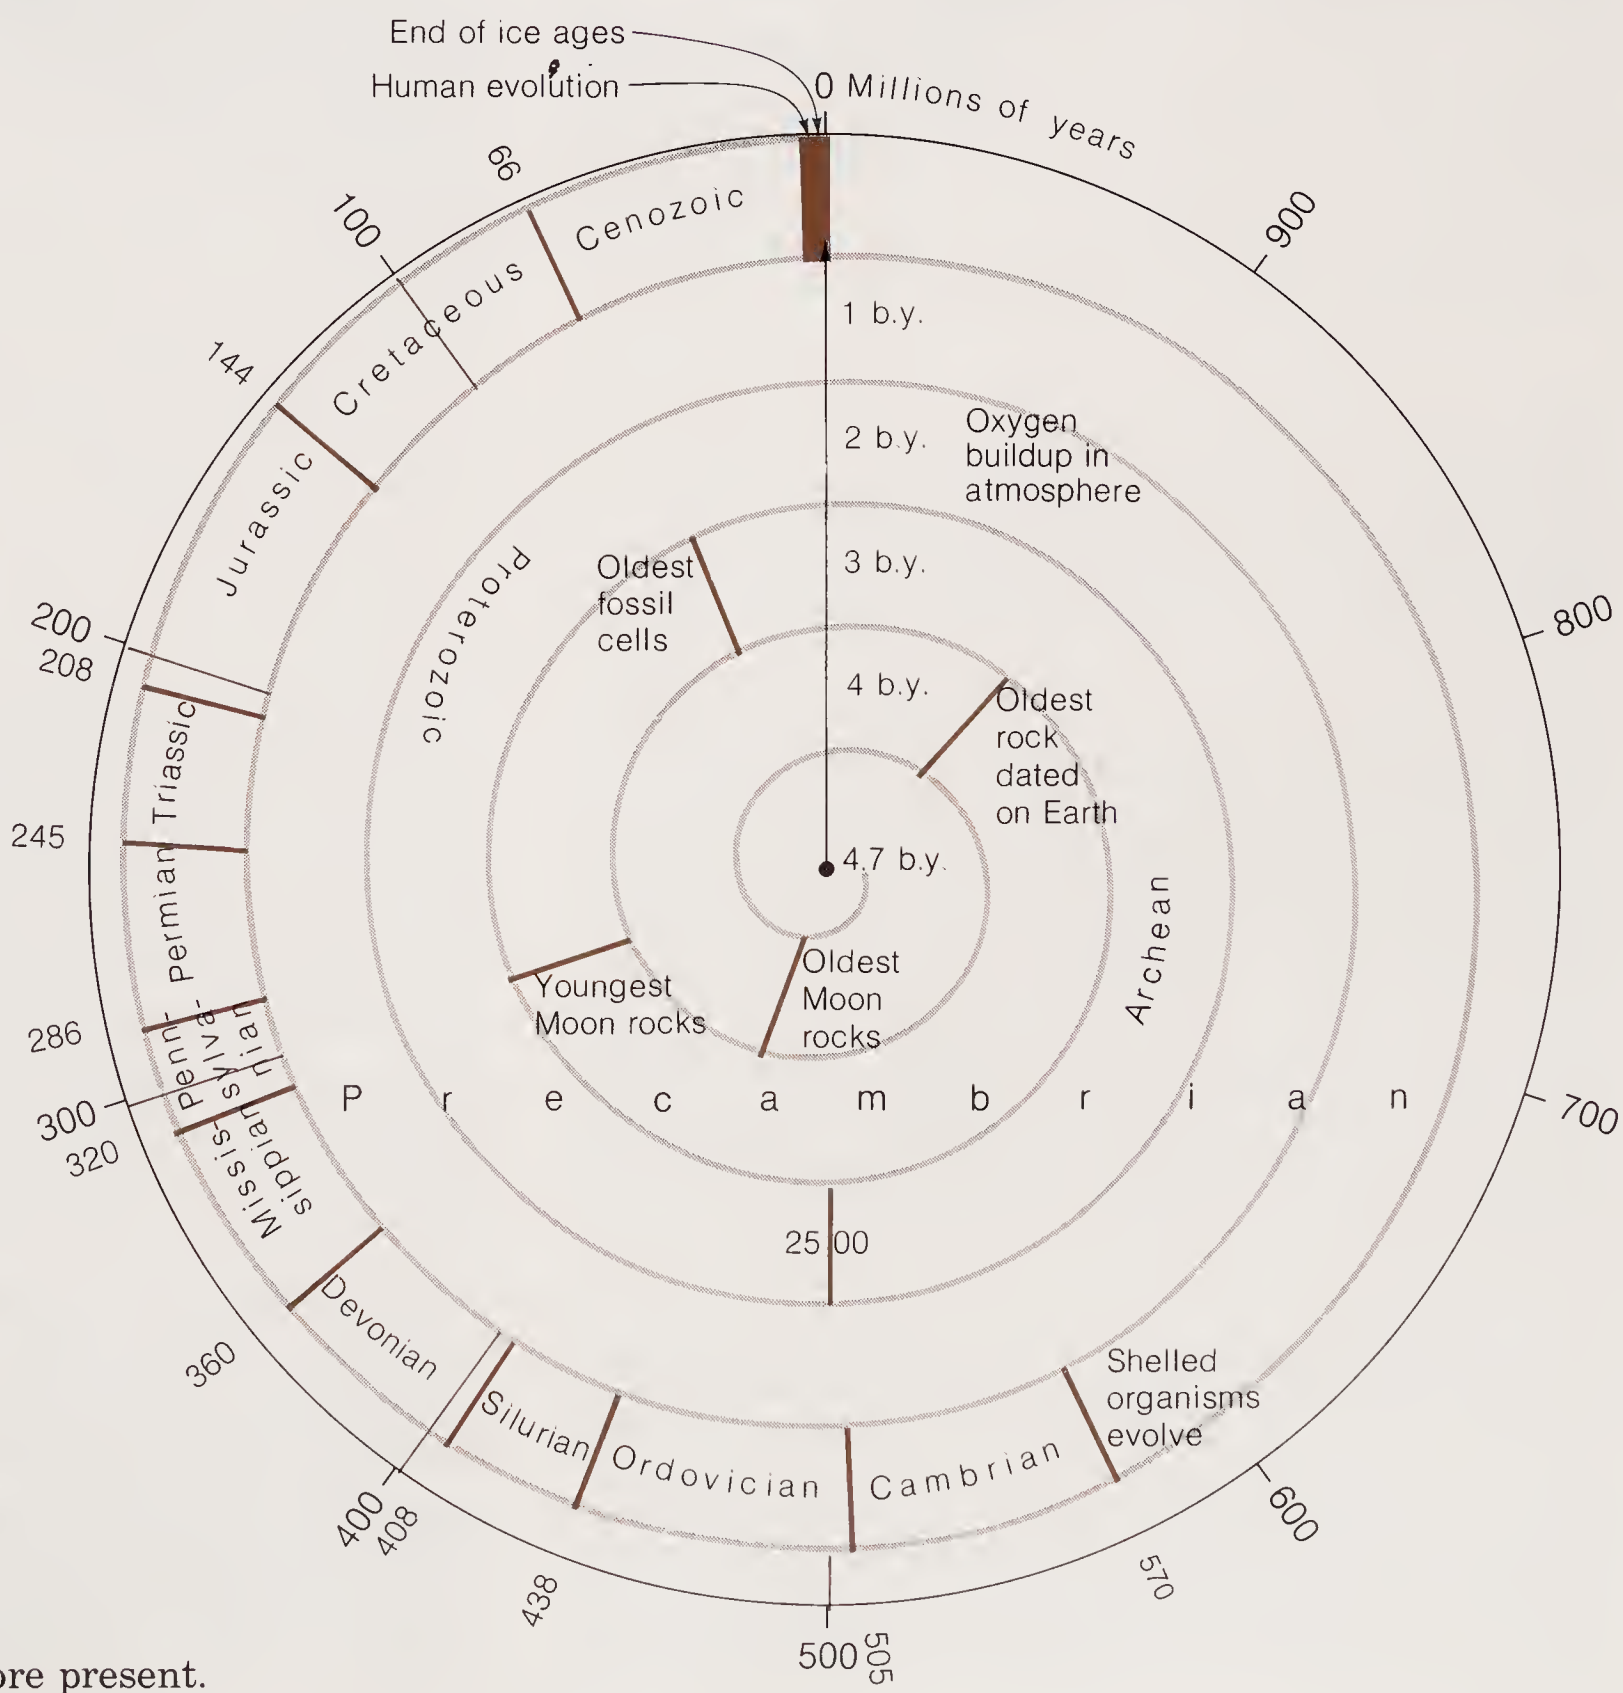 End of ice ages
Human evolution
0 Millions of years
900
800
700
600
570
505
500
438
408
400
360
320
300
286
245
208
200
144
100
66
Cenozoic
Cretaceous
Jurassic
Triassic
Permian
Penn-
sylva-
nian
Missis-
sippian
Devonian
Silurian
Ordovician
Cambrian
Shelled
organisms
evolve
1 b.y.
2 b.y.
Oxygen
buildup in
atmosphere
3 b.y.
4 b.y.
4.7 b.y.
Proterozoic
Oldest
fossil
cells
Oldest
rock
dated
on Earth
Archean
Youngest
Moon rocks
Oldest
Moon
rocks
Precambrian
2500
present.